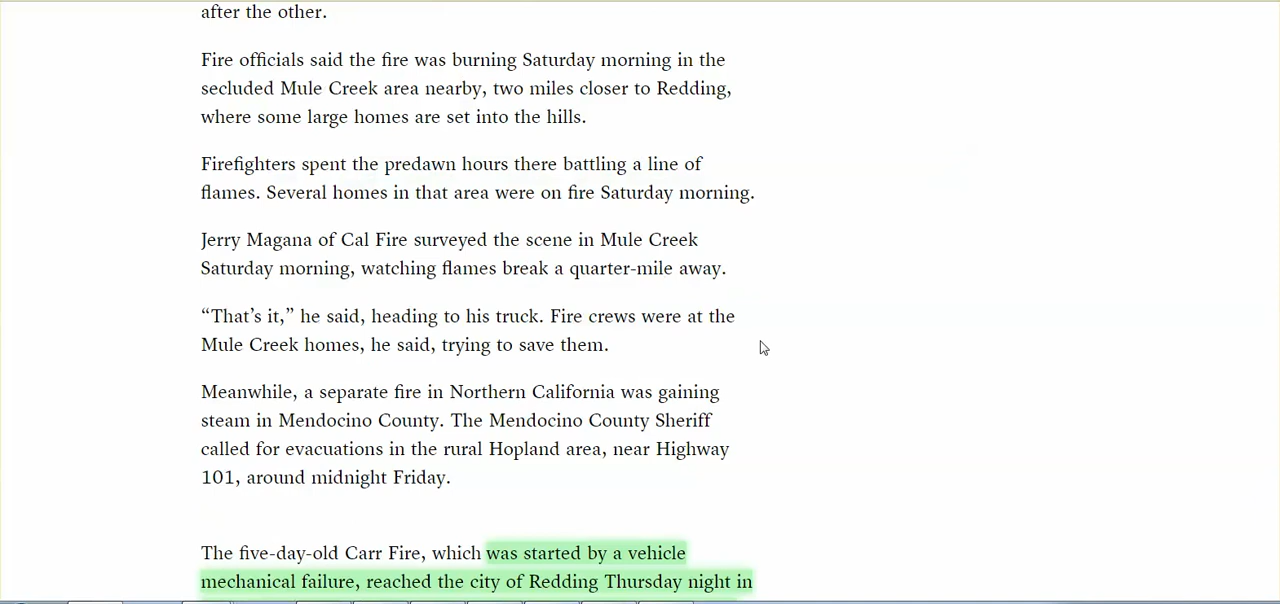 after the other.
Fire officials said the fire was burning Saturday morning in the
secluded Mule Creek area nearby, two miles closer to Redding,
where some large homes are set into the hills.
Firefighters spent the predawn hours there battling a line of
flames. Several homes in that area were on fire Saturday morning.
Jerry Magana of Cal Fire surveyed the scene in Mule Creek
Saturday morning, watching flames break a quarter-mile away.
“That’s it,” he said, heading to his truck. Fire crews were at the
Mule Creek homes, he said, trying to save them.
Meanwhile, a separate fire in Northern California was gaining
steam in Mendocino County. The Mendocino County Sheriff
called for evacuations in the rural Hopland area, near Highway
101, around midnight Friday.
The five-day-old Carr Fire, which was started by a vehicle
mechanical failure, reached the city of Redding Thursday night in